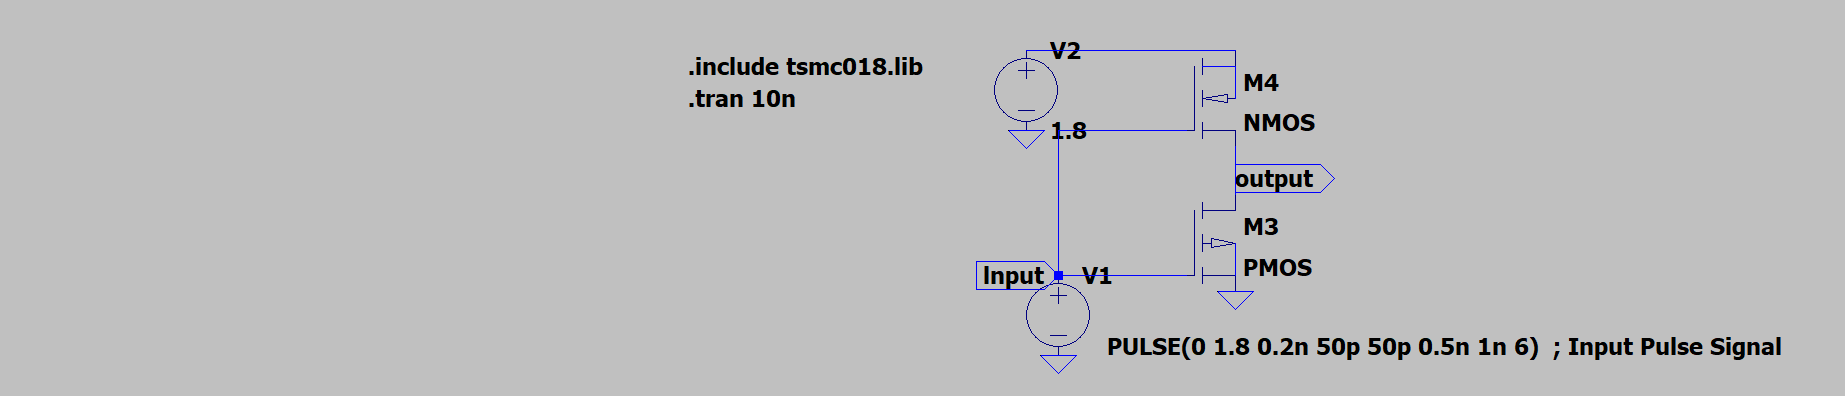 .include tsmc018.lib
.tran 10n
V2
1.8
M4
NMOS
output
M3
PMOS
Input
V1
PULSE(0 1.8 0.2n 50p 50p 0.5n 1n 6)  ; Input Pulse Signal